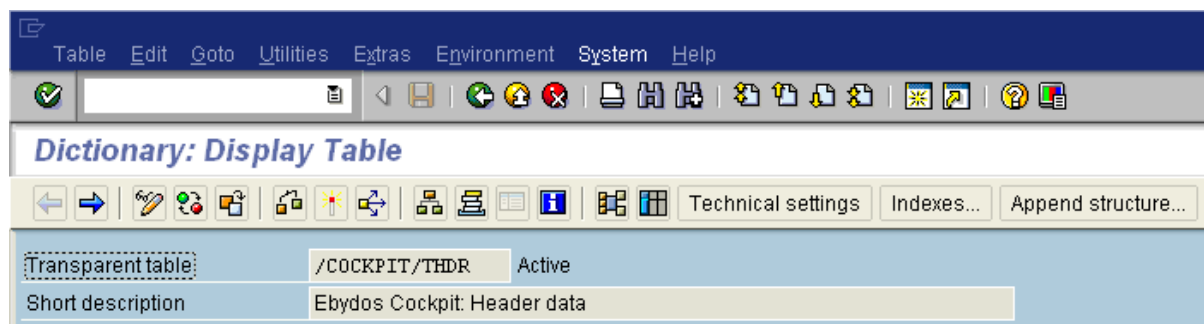 Table Edit Goto Utilities Extras Environment System Help
Dictionary: Display Table
Technical settings Indexes... Append structure...
Transparent table /COCKPIT/THDR Active
Short description Ebydos Cockpit: Header data